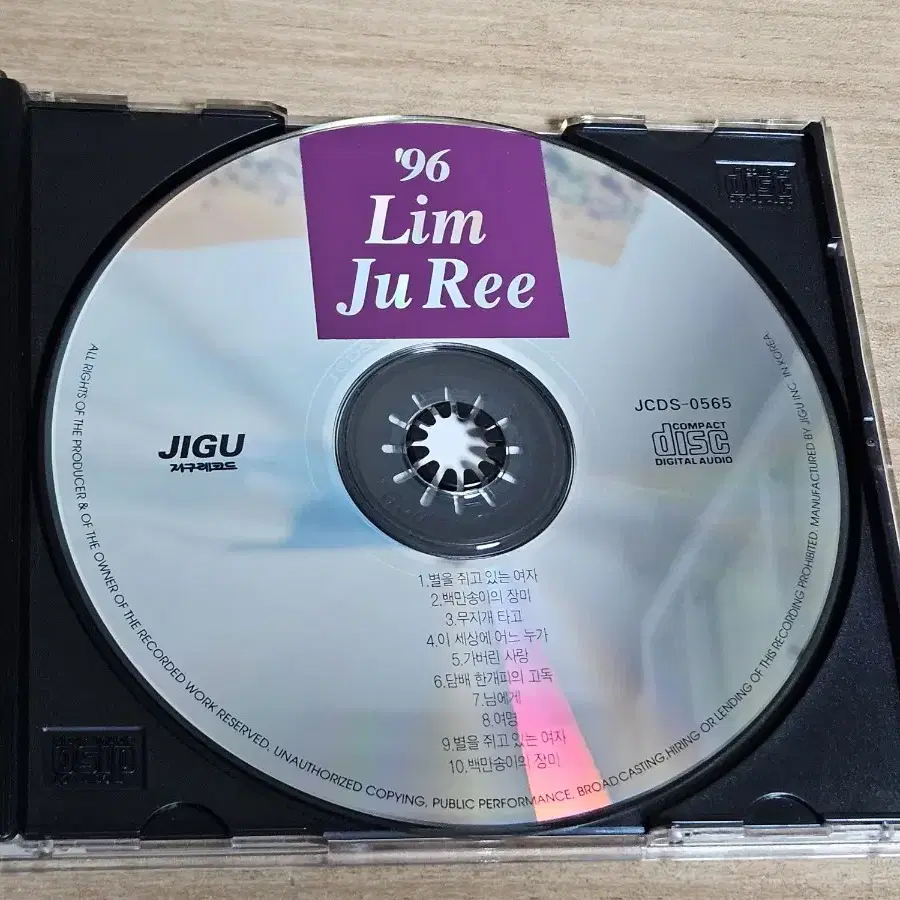 '96
Lim
Ju Ree
JIGU
지구레코드
JCDS-0565
COMPACT
disc
DIGITAL AUDIO
1.별을 쥐고 있는 여자
2.백만송이의 장미
3.무지개 타고
4.이 세상에 어느 누가
5.가버린 사랑
6.담배 한개피의 고독
7.님에게
8.여명
9.별을 쥐고 있는 여자
10.백만송이의 장미
ALL RIGHTS OF THE PRODUCER & OF THE OWNER OF THE RECORDED WORK RESERVED. UNAUTHORIZED COPYING, PUBLIC PERFORMANCE, BROADCASTING,HIRING OR LENDING OF THIS RECORDING PROHIBITED. MANUFACTURED BY JIGU INC. IN KOREA.
disc
disc